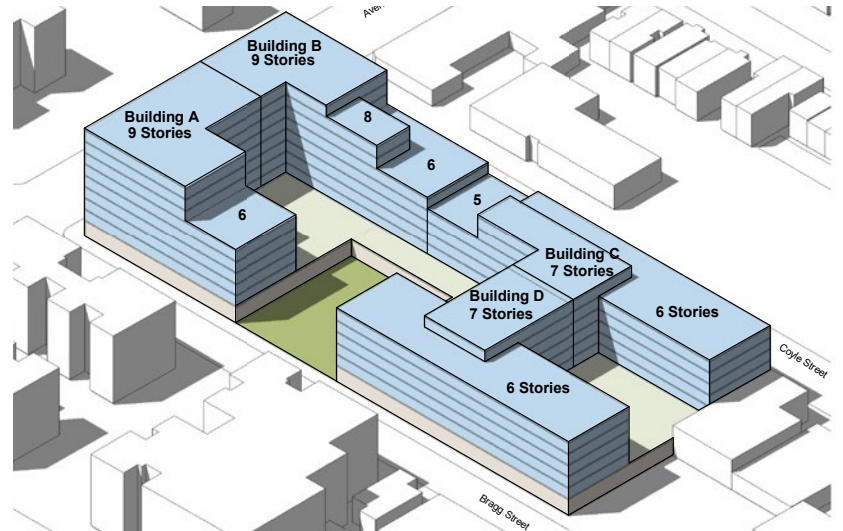 Building B
9 Stories
Building A
9 Stories
8
6
6
5
Building C
7 Stories
Building D
7 Stories
6 Stories
6 Stories
Coyle Street
Bragg Street